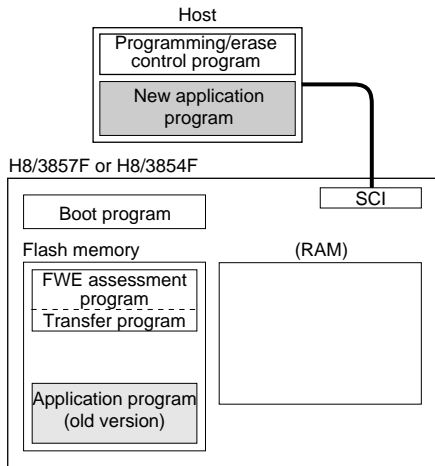 Host
Programming/erase
control program
New application
program
H8/3857F or H8/3854F
SCI
Boot program
Flash memory
(RAM)
FWE assessment
program
Transfer program
Application program
(old version)